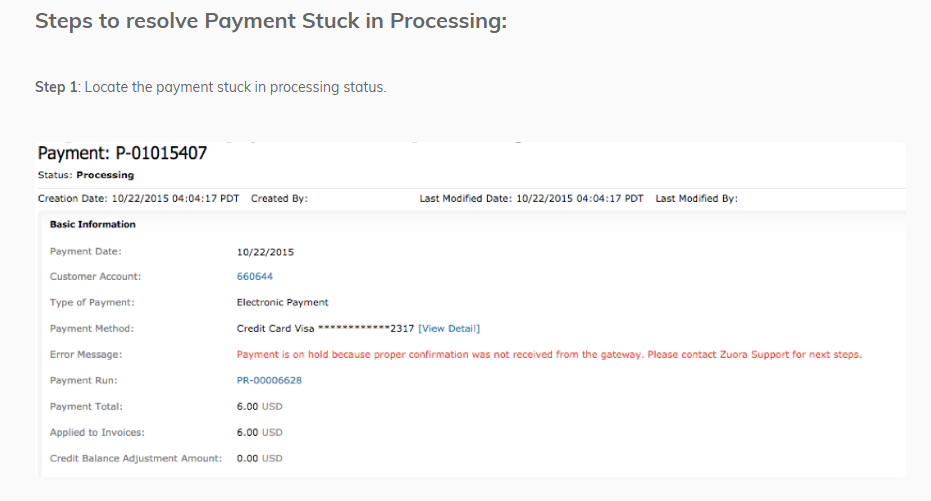 Steps to resolve Payment Stuck in Processing:
Step 1: Locate the payment stuck in processing status.
Payment: P-01015407
Status: Processing
Creation Date: 10/22/2015 04:04:17 PDT Created By: Last Modified Date: 10/22/2015 04:04:17 PDT Last Modified By:
Basic Information
Payment Date: 10/22/2015
Customer Account: 660644
Type of Payment: Electronic Payment
Payment Method: Credit Card Visa ************2317 [View Detail]
Error Message: Payment is on hold because proper confirmation was not received from the gateway. Please contact Zuora Support for next steps.
Payment Run: PR-00006628
Payment Total: 6.00 USD
Applied to Invoices: 6.00 USD
Credit Balance Adjustment Amount: 0.00 USD